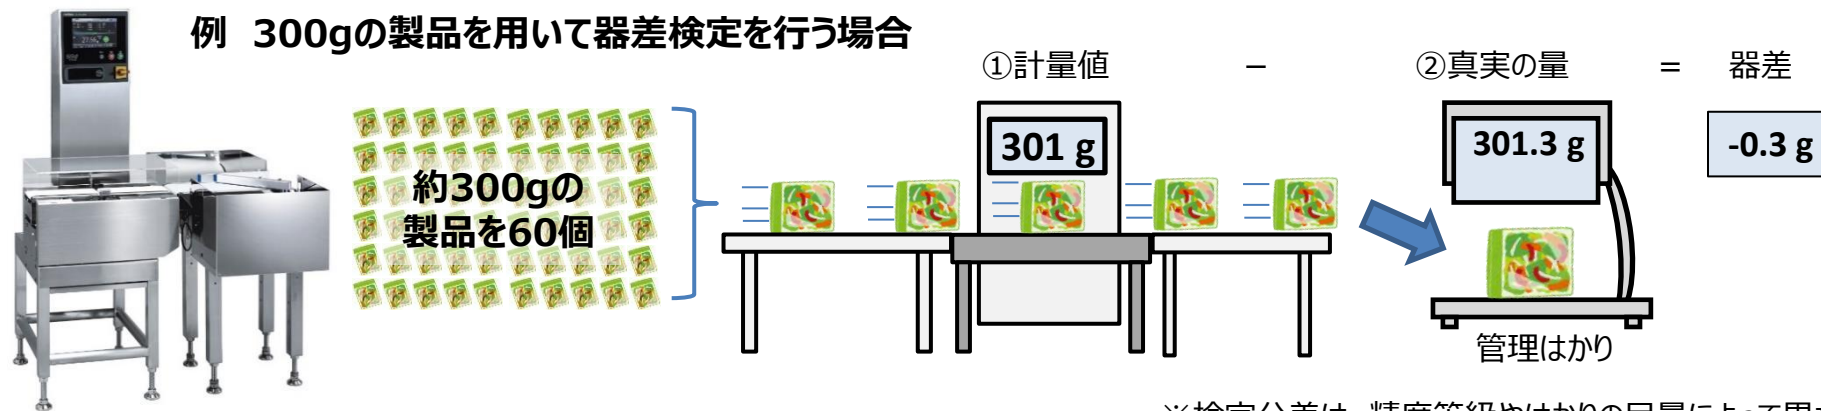 例 300gの製品を用いて器差検定を行う場合
①計量値 － ②真実の量 = 器差
301 g
301.3 g
-0.3 g
約300gの
製品を60個
管理はかり